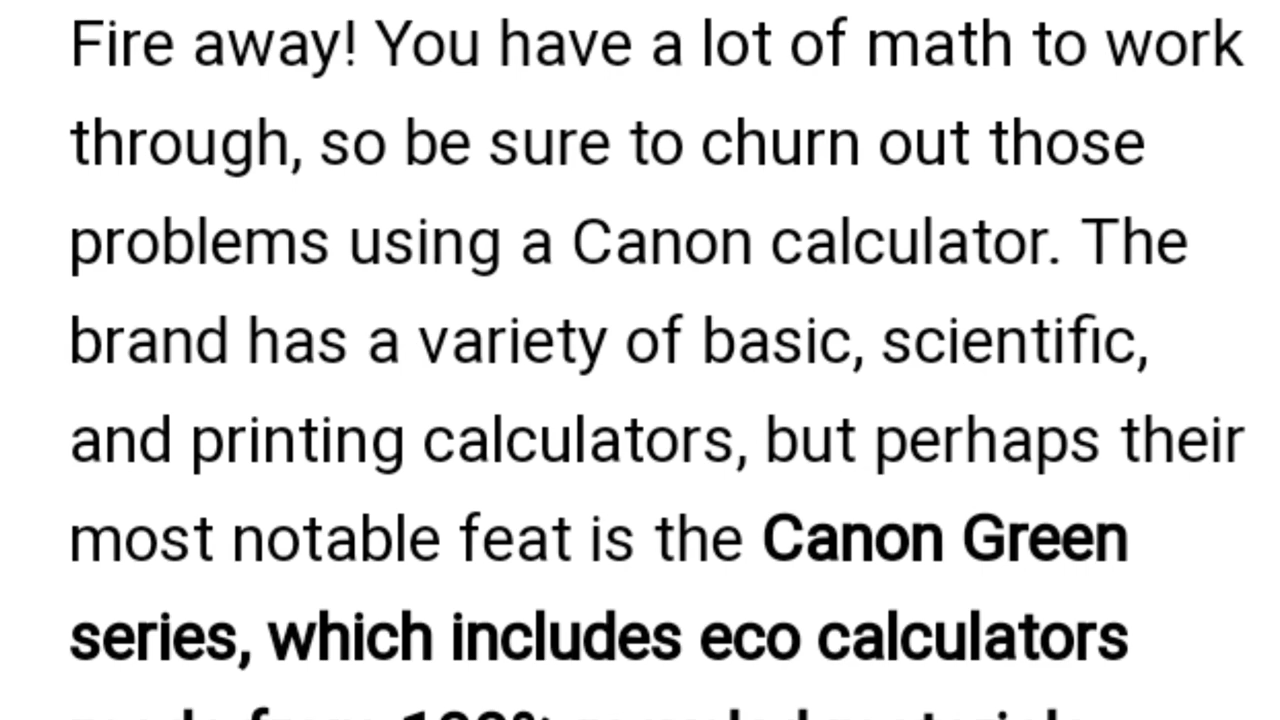 Fire away! You have a lot of math to work
through, so be sure to churn out those
problems using a Canon calculator. The
brand has a variety of basic, scientific,
and printing calculators, but perhaps their
most notable feat is the Canon Green
series, which includes eco calculators